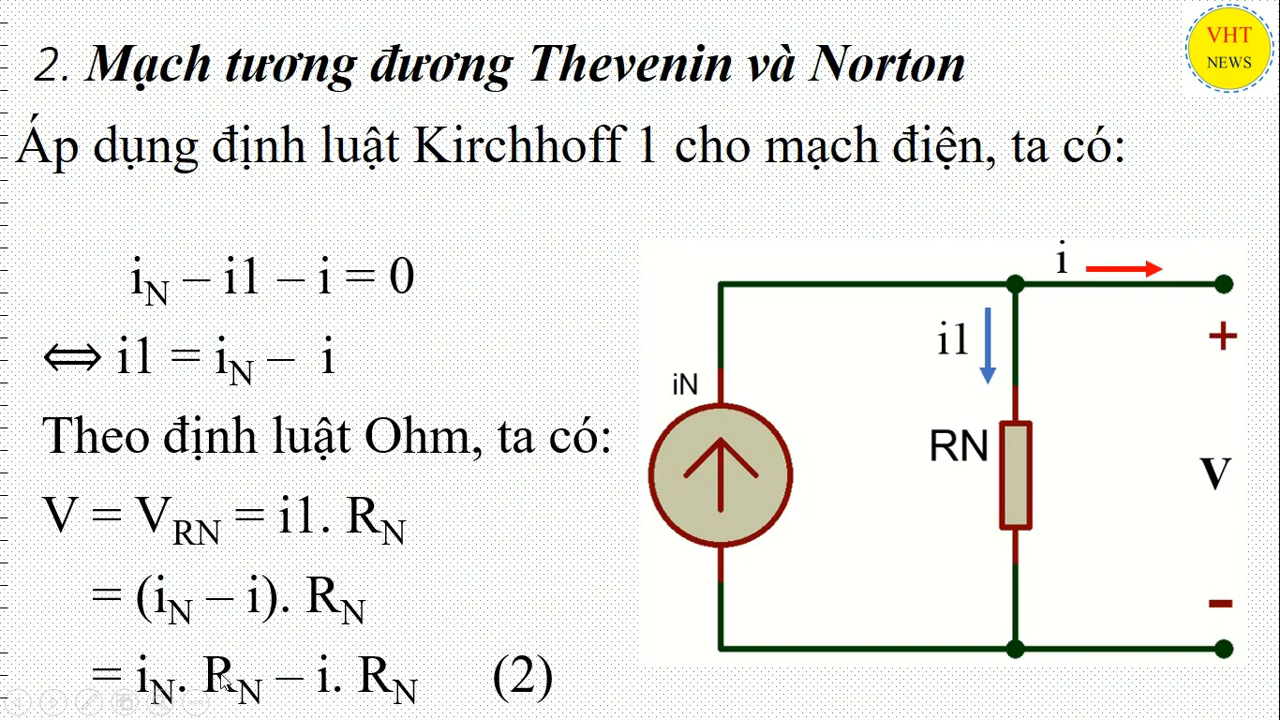 VHT
NEWS
2. Mạch tương đương Thevenin và Norton
Áp dụng định luật Kirchhoff 1 cho mạch điện, ta có:
iN – i1 – i = 0
⟺ i1 = iN – i
Theo định luật Ohm, ta có:
V = VRN = i1. RN
= (iN – i). RN
= iN. RN – i. RN (2)
i
i1
iN
RN
+
V
-